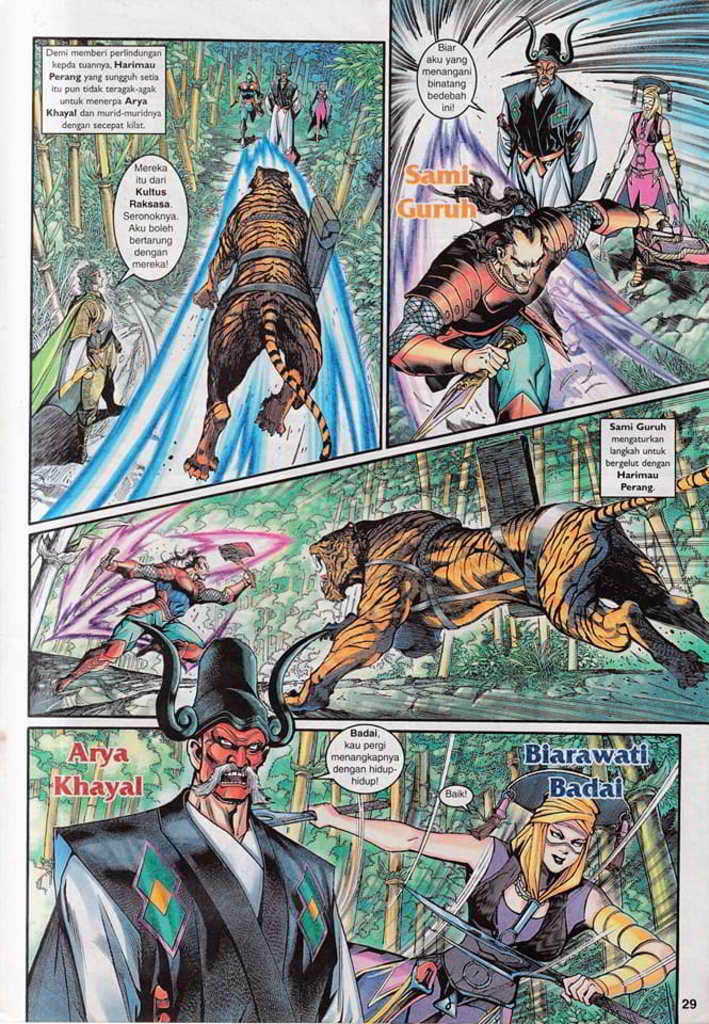 Demi memberi perlindungan
kepda tuannya, Harimau
Perang yang sungguh setia
itu pun tidak teragak-agak
untuk menerpa Arya
Khayal dan murid-muridnya
dengan secepat kilat.
Mereka
itu dari
Kultus
Raksasa.
Seronoknya.
Aku boleh
bertarung
dengan
mereka!
Biar
aku yang
menangani
binatang
bedebah
ini!
Sami
Guruh
Sami Guruh
mengaturkan
langkah untuk
bergelut dengan
Harimau
Perang.
Arya
Khayal
Badai,
kau pergi
menangkapnya
dengan hidup-
hidup!
Baik!
Biarawati
Badai
29